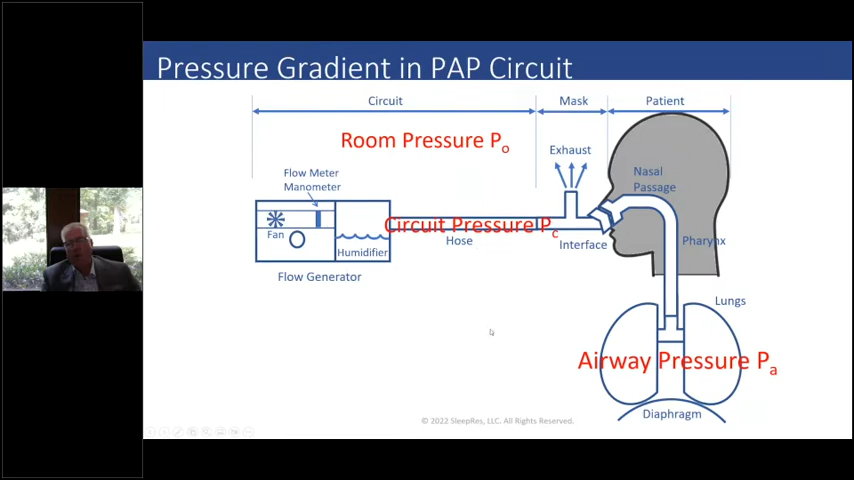 Pressure Gradient in PAP Circuit
Circuit
Mask
Patient
Room Pressure Po
Exhaust
Flow Meter
Manometer
Nasal
Passage
Fan
Circuit Pressure Pc
Hose
Interface
Pharynx
Humidifier
Flow Generator
Lungs
Airway Pressure Pa
Diaphragm
© 2022 SleepRes, LLC. All Rights Reserved.